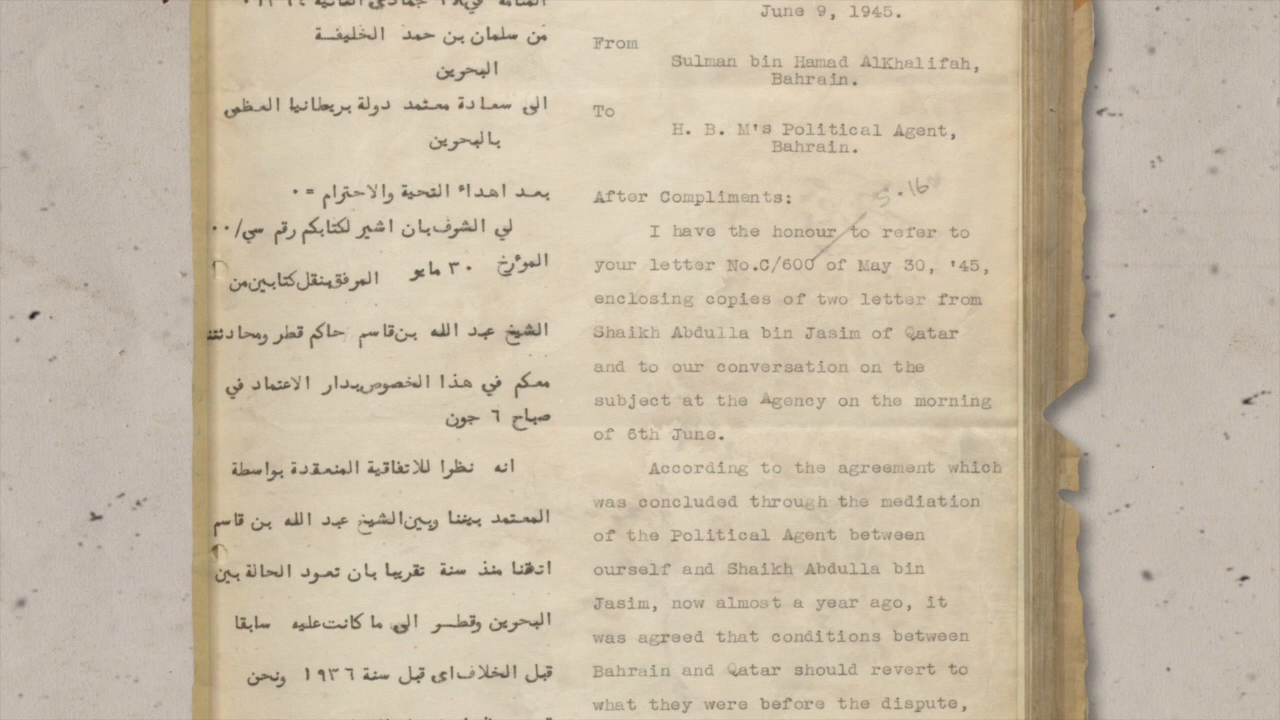 من سلمان بن حمد الخليفة
البحرين
الى سعادة معتمد دولة بريطانيا العظمى
بالبحرين
بعد اهداء التحية والاحترام = ٠
لي الشرف بان اشير لكتابكم رقم سي/٠٠
المؤرخ ٣٠ مايو المرفق بنقل كتابين من
الشيخ عبد الله بن قاسم حاكم قطر ومحادثتنا
معكم في هذا الخصوص بدار الاعتماد في
صباح ٦ جون
انه نظرا للاتفاقية المنعقدة بواسطة
المعتمد بيننا وبين الشيخ عبد الله بن قاسم
اتفقنا منذ سنة تقريبا بان تعود الحالة بين
البحرين وقطر الى ما كانت عليه سابقا
قبل الخلاف اى قبل سنة ١٩٣٦ ونحن
June 9, 1945.
From
Sulman bin Hamad AlKhalifah,
Bahrain.
To
H. B. M's Political Agent,
Bahrain.
5.16
After Compliments:
I have the honour to refer to
your letter No.C/600 of May 30, '45,
enclosing copies of two letter from
Shaikh Abdulla bin Jasim of Qatar
and to our conversation on the
subject at the Agency on the morning
of 6th June.
According to the agreement which
was concluded through the mediation
of the Political Agent between
ourself and Shaikh Abdulla bin
Jasim, now almost a year ago, it
was agreed that conditions between
Bahrain and Qatar should revert to
what they were before the dispute,